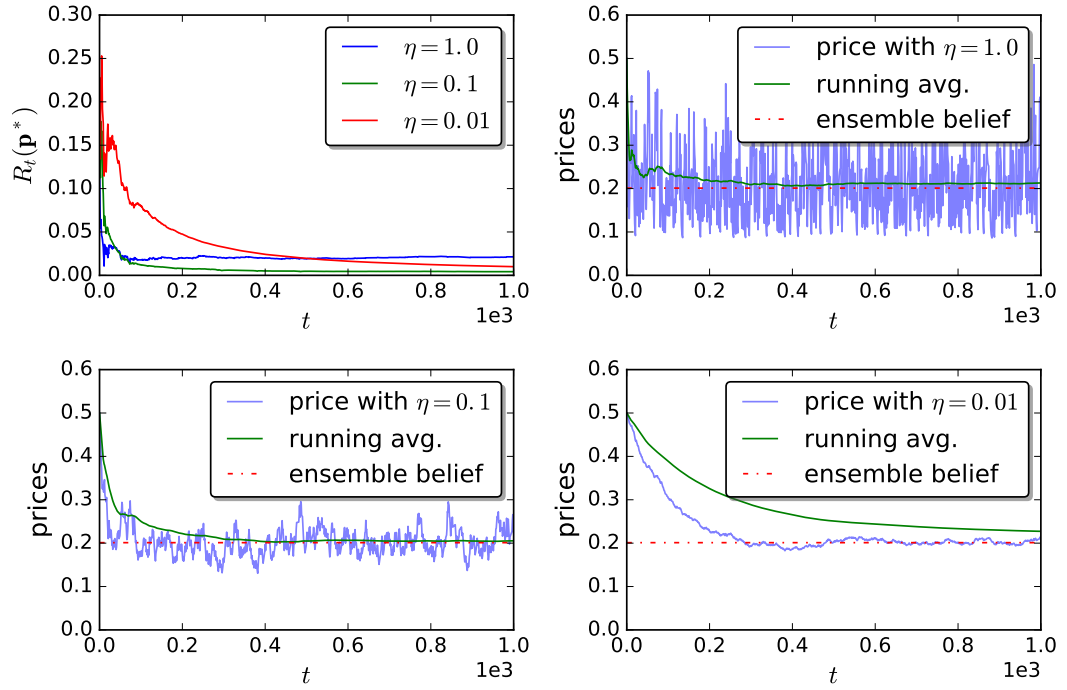 0.30
0.25
0.20
0.15
0.10
0.05
0.00
R_t(p*)
η = 1.0
η = 0.1
η = 0.01
0.0 0.2 0.4 0.6 0.8 1.0
t
1e3
0.6
0.5
0.4
0.3
0.2
0.1
0.0
prices
price with η = 1.0
running avg.
ensemble belief
0.0 0.2 0.4 0.6 0.8 1.0
t
1e3
0.6
0.5
0.4
0.3
0.2
0.1
0.0
prices
price with η = 0.1
running avg.
ensemble belief
0.0 0.2 0.4 0.6 0.8 1.0
t
1e3
0.6
0.5
0.4
0.3
0.2
0.1
0.0
prices
price with η = 0.01
running avg.
ensemble belief
0.0 0.2 0.4 0.6 0.8 1.0
t
1e3